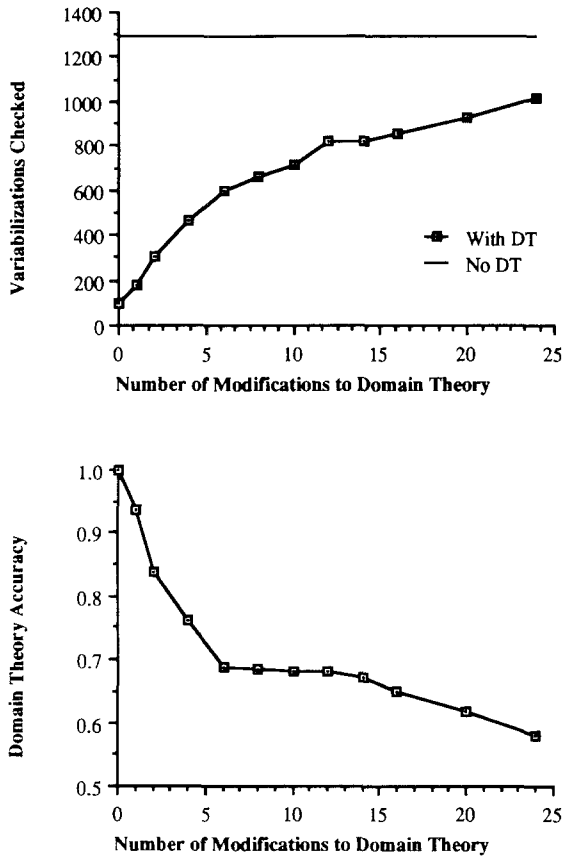 1400
1200
1000
800
600
400
200
0
Variabilizations Checked
With DT
No DT
0 5 10 15 20 25
Number of Modifications to Domain Theory
1.0
0.9
0.8
0.7
0.6
0.5
Domain Theory Accuracy
0 5 10 15 20 25
Number of Modifications to Domain Theory